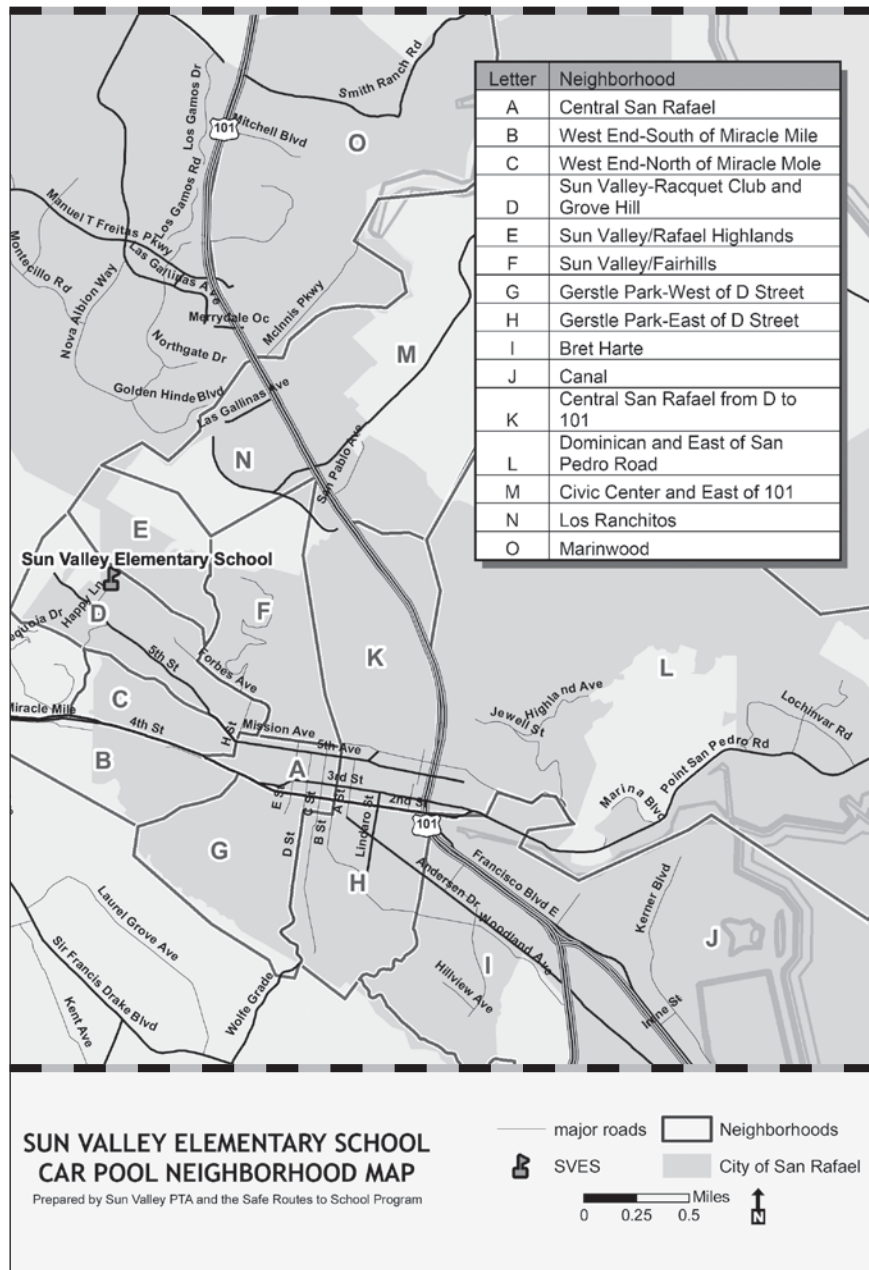 Smith Ranch Rd
Los Gamos Dr
101
Mitchell Blvd
O
Los Gamos Rd
Manuel T Freitas Pkwy
Montecillo Rd
Las Gallinas Ave
Nova Albion Way
Merrydale Oc
McInnis Pkwy
Northgate Dr
M
Golden Hinde Blvd
Las Gallinas Ave
N
San Pablo Ave
E
Sun Valley Elementary School
Happy Ln
D
equoia Dr
F
5th St
Forbes Ave
K
L
C
Highland Ave
Jewell St
Lochinvar Rd
Miracle Mile
4th St
H St
Mission Ave
5th Ave
B
A
3rd St
Point San Pedro Rd
Marina Blvd
E St
C St
A St
2nd St
101
D St
B St
Lindaro St
G
H
Andersen Dr
Francisco Blvd E
Kerner Blvd
Woodland Ave
J
I
Laurel Grove Ave
Hillview Ave
Sir Francis Drake Blvd
Wolfe Grade
Kent Ave
Irene St
Letter Neighborhood
A Central San Rafael
B West End-South of Miracle Mile
C West End-North of Miracle Mole
Sun Valley-Racquet Club and
D Grove Hill
E Sun Valley/Rafael Highlands
F Sun Valley/Fairhills
G Gerstle Park-West of D Street
H Gerstle Park-East of D Street
I Bret Harte
J Canal
Central San Rafael from D to
K 101
Dominican and East of San
L Pedro Road
M Civic Center and East of 101
N Los Ranchitos
O Marinwood
SUN VALLEY ELEMENTARY SCHOOL
CAR POOL NEIGHBORHOOD MAP
Prepared by Sun Valley PTA and the Safe Routes to School Program
major roads
Neighborhoods
SVES
City of San Rafael
Miles
0 0.25 0.5
N